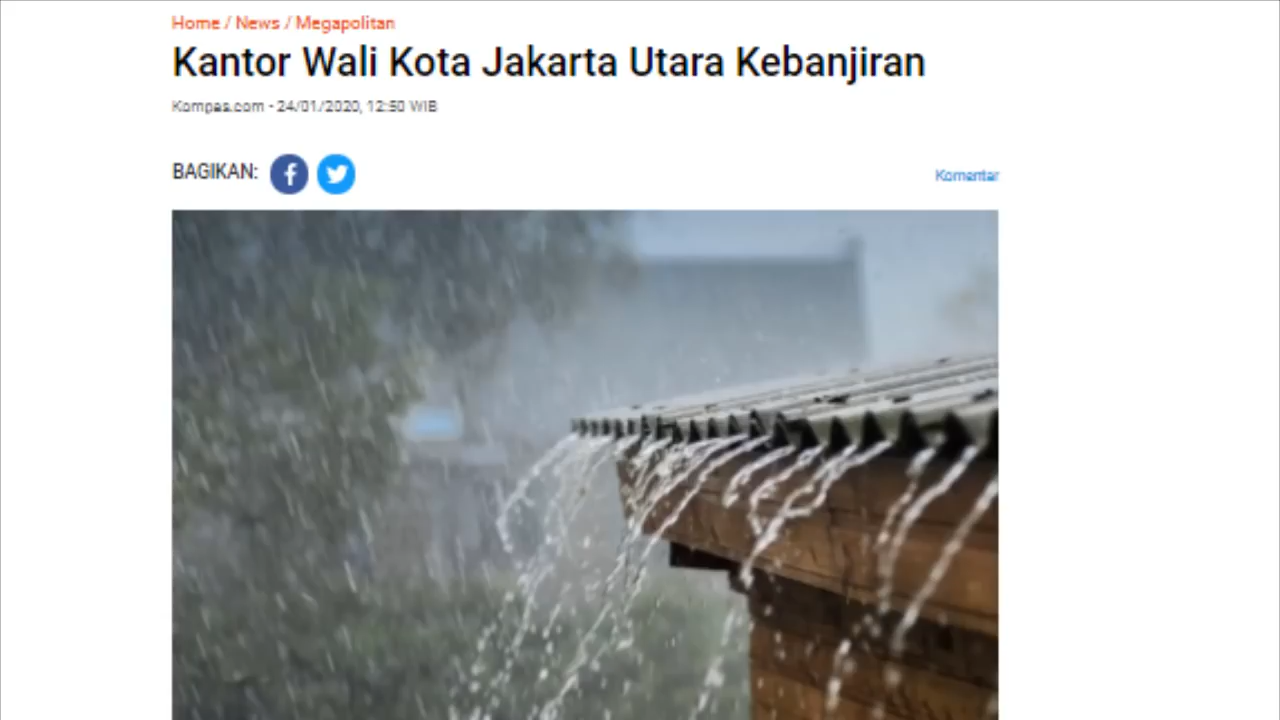 Home / News / Megapolitan
Kantor Wali Kota Jakarta Utara Kebanjiran
Kompas.com - 24/01/2020, 12:50 WIB
BAGIKAN:
Komentar